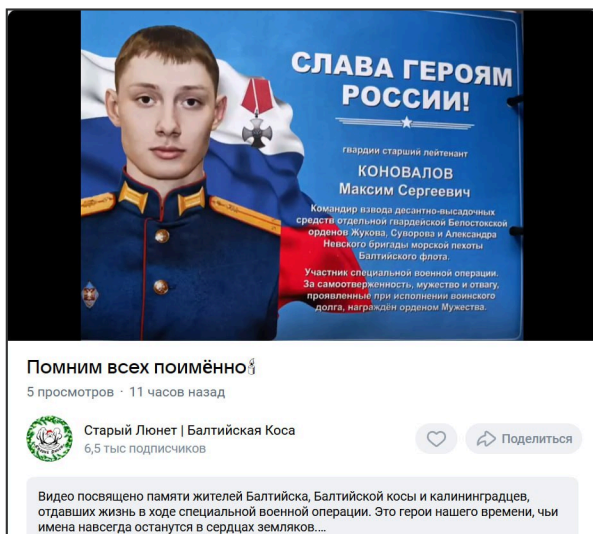 СЛАВА ГЕРОЯМ
РОССИИ!
гвардии старший лейтенант
КОНОВАЛОВ
Максим Сергеевич
Командир взвода десантно-высадочных
средств отдельной гвардейской Белостокской
орденов Жукова, Суворова и Александра
Невского бригады морской пехоты
Балтийского флота.
Участник специальной военной операции.
За самоотверженность, мужество и отвагу,
проявленные при исполнении воинского
долга, награждён орденом Мужества.
Помним всех поимённо🕯
5 просмотров · 11 часов назад
Старый Люнет | Балтийская Коса
6,5 тыс подписчиков
Поделиться
Видео посвящено памяти жителей Балтийска, Балтийской косы и калининградцев,
отдавших жизнь в ходе специальной военной операции. Это герои нашего времени, чьи
имена навсегда останутся в сердцах земляков....